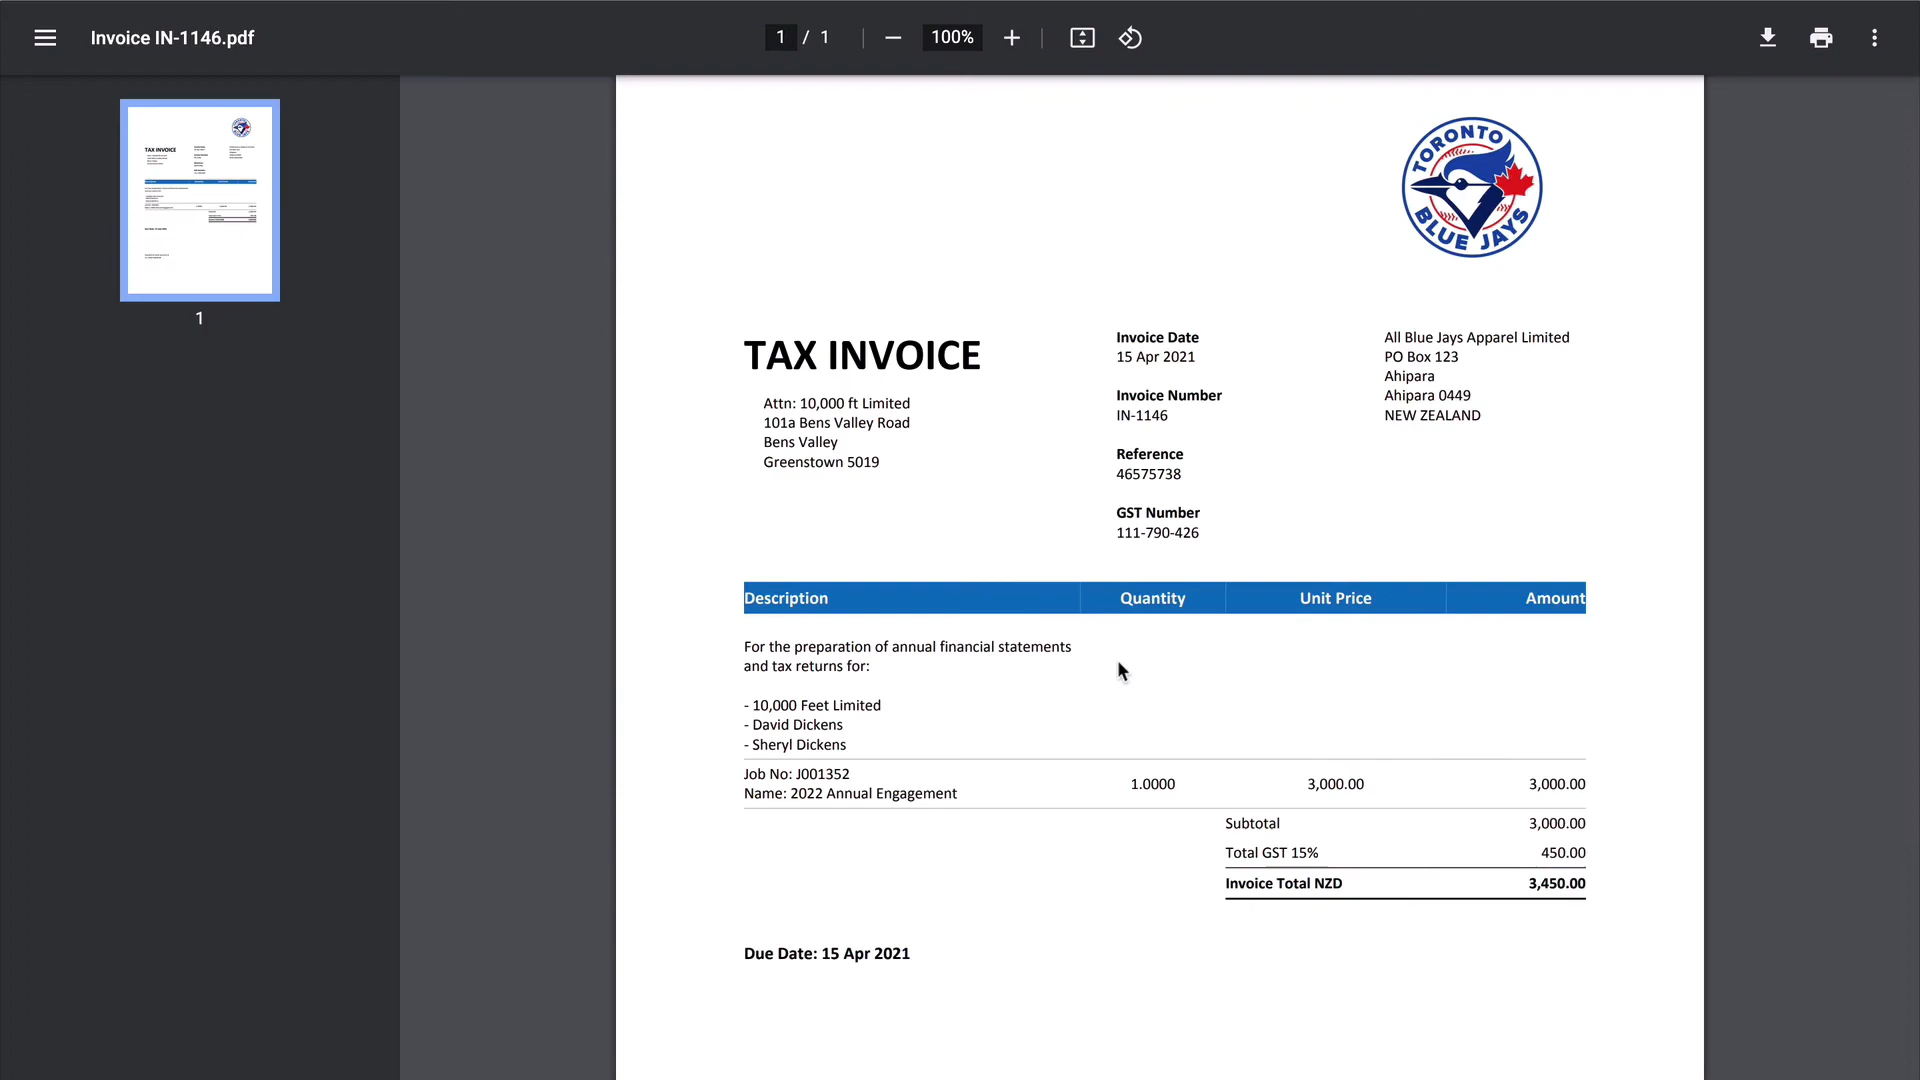 Invoice IN-1146.pdf
1 / 1
100%
1
TORONTO
BLUE JAYS
TAX INVOICE
Attn: 10,000 ft Limited
101a Bens Valley Road
Bens Valley
Greenstown 5019
Invoice Date
15 Apr 2021
Invoice Number
IN-1146
Reference
46575738
GST Number
111-790-426
All Blue Jays Apparel Limited
PO Box 123
Ahipara
Ahipara 0449
NEW ZEALAND
Description Quantity Unit Price Amount
For the preparation of annual financial statements
and tax returns for:
- 10,000 Feet Limited
- David Dickens
- Sheryl Dickens
Job No: J001352
Name: 2022 Annual Engagement 1.0000 3,000.00 3,000.00
Subtotal 3,000.00
Total GST 15% 450.00
Invoice Total NZD 3,450.00
Due Date: 15 Apr 2021